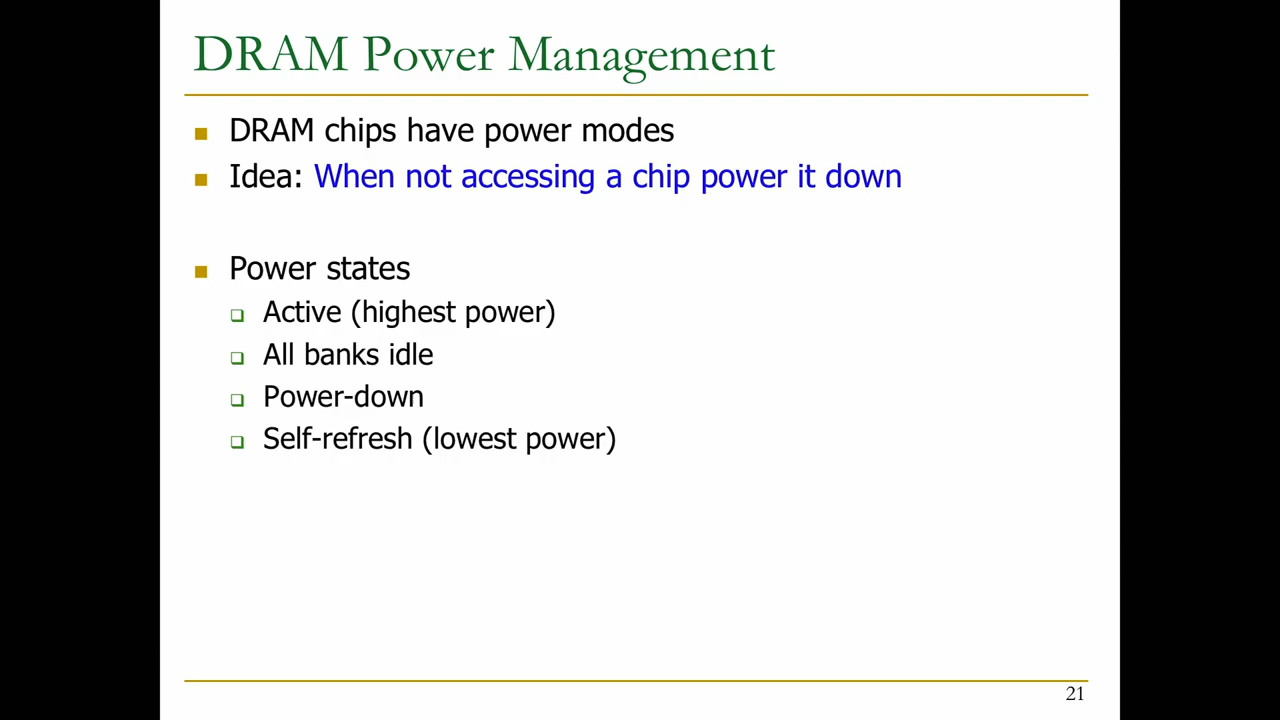 DRAM Power Management
DRAM chips have power modes
Idea: When not accessing a chip power it down
Power states
Active (highest power)
All banks idle
Power-down
Self-refresh (lowest power)
21